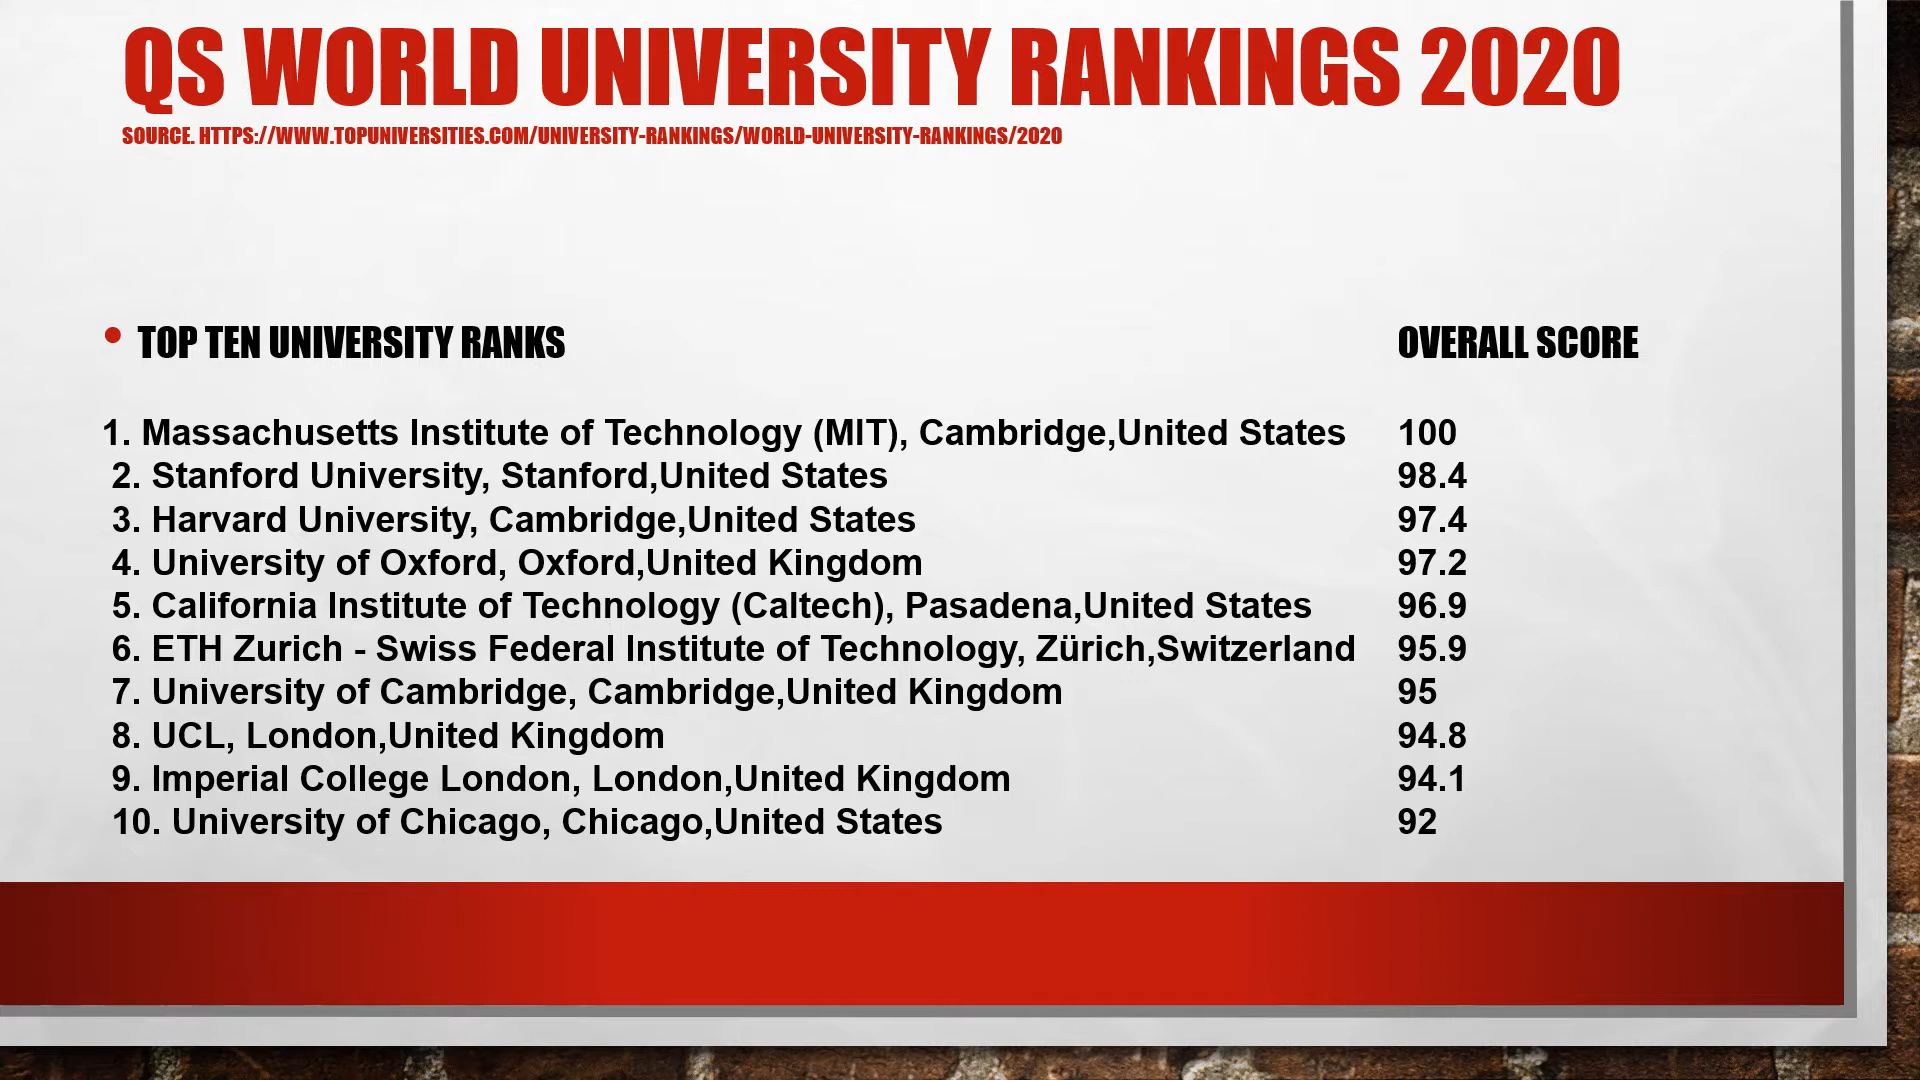 QS WORLD UNIVERSITY RANKINGS 2020
SOURCE. HTTPS://WWW.TOPUNIVERSITIES.COM/UNIVERSITY-RANKINGS/WORLD-UNIVERSITY-RANKINGS/2020
• TOP TEN UNIVERSITY RANKS OVERALL SCORE
1. Massachusetts Institute of Technology (MIT), Cambridge,United States 100
2. Stanford University, Stanford,United States 98.4
3. Harvard University, Cambridge,United States 97.4
4. University of Oxford, Oxford,United Kingdom 97.2
5. California Institute of Technology (Caltech), Pasadena,United States 96.9
6. ETH Zurich - Swiss Federal Institute of Technology, Zürich,Switzerland 95.9
7. University of Cambridge, Cambridge,United Kingdom 95
8. UCL, London,United Kingdom 94.8
9. Imperial College London, London,United Kingdom 94.1
10. University of Chicago, Chicago,United States 92